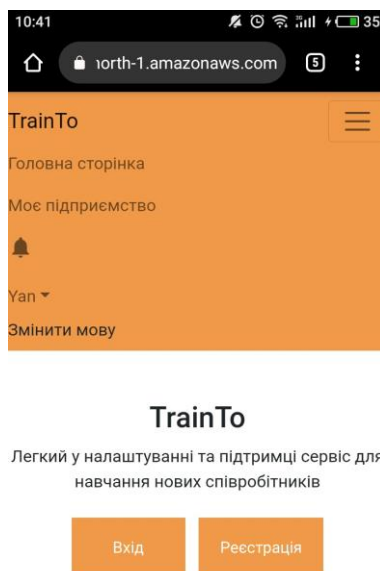 10:41
35
north-1.amazonaws.com
5
TrainTo
Головна сторінка
Моє підприємство
Yan
Змінити мову
TrainTo
Легкий у налаштуванні та підтримці сервіс для
навчання нових співробітників
Вхід
Реєстрація